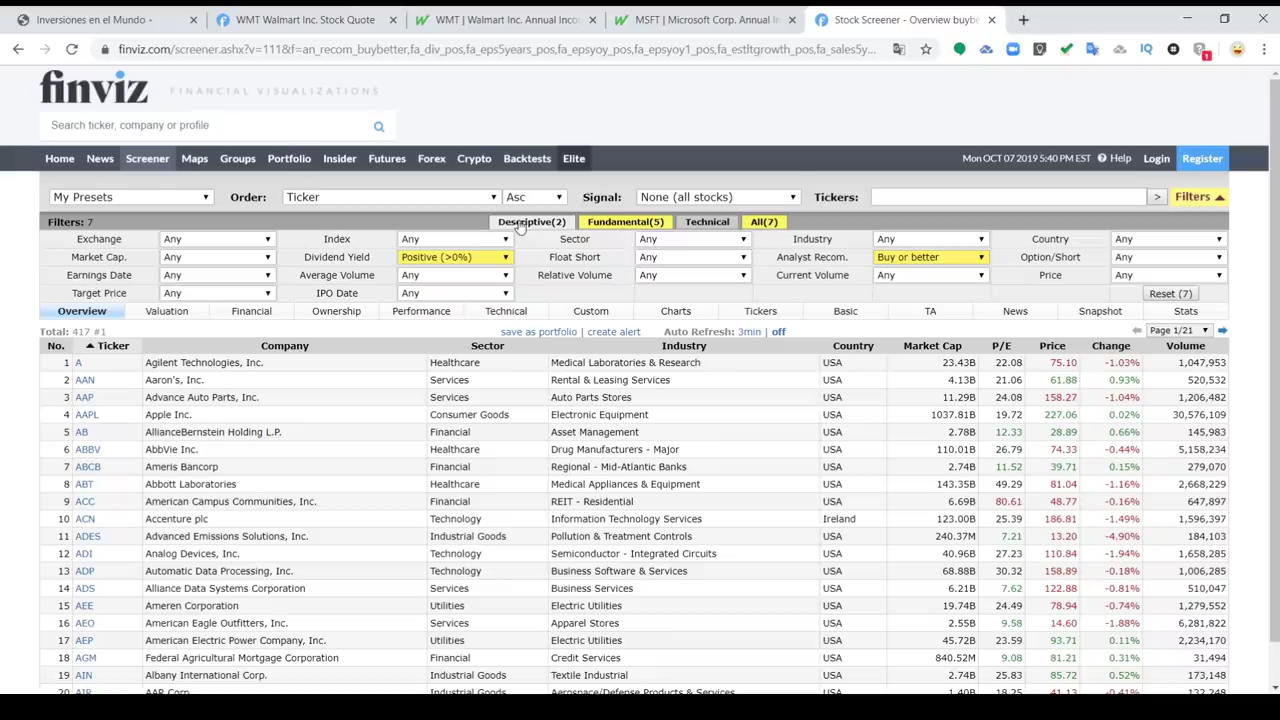 Inversiones en el Mundo -
WMT Walmart Inc. Stock Quote
WMT | Walmart Inc. Annual Inco
MSFT | Microsoft Corp. Annual In
Stock Screener - Overview buybe
finviz.com/screener.ashx?v=111&f=an_recom_buybetter,fa_div_pos,fa_eps5years_pos,fa_epsyoy_pos,fa_epsyoy1_pos,fa_estltgrowth_pos,fa_sales5y...
IQ
1
finviz FINANCIAL VISUALIZATIONS
Search ticker, company or profile
Home News Screener Maps Groups Portfolio Insider Futures Forex Crypto Backtests Elite Mon OCT 07 2019 5:40 PM EST Help Login Register
My Presets Order: Ticker Asc Signal: None (all stocks) Tickers: > Filters
Filters: 7 Descriptive(2) Fundamental(5) Technical All(7)
Exchange Any Index Any Sector Any Industry Any Country Any
Market Cap. Any Dividend Yield Positive (>0%) Float Short Any Analyst Recom. Buy or better Option/Short Any
Earnings Date Any Average Volume Any Relative Volume Any Current Volume Any Price Any
Target Price Any IPO Date Any Reset (7)
Overview Valuation Financial Ownership Performance Technical Custom Charts Tickers Basic TA News Snapshot Stats
Total: 417 #1 save as portfolio | create alert Auto Refresh: 3min | off Page 1/21
No. Ticker Company Sector Industry Country Market Cap P/E Price Change Volume
1 A Agilent Technologies, Inc. Healthcare Medical Laboratories & Research USA 23.43B 22.08 75.10 -1.03% 1,047,953
2 AAN Aaron's, Inc. Services Rental & Leasing Services USA 4.13B 21.06 61.88 0.93% 520,532
3 AAP Advance Auto Parts, Inc. Services Auto Parts Stores USA 11.29B 24.08 158.27 -1.04% 1,206,482
4 AAPL Apple Inc. Consumer Goods Electronic Equipment USA 1037.81B 19.72 227.06 0.02% 30,576,109
5 AB AllianceBernstein Holding L.P. Financial Asset Management USA 2.78B 12.33 28.89 0.66% 145,983
6 ABBV AbbVie Inc. Healthcare Drug Manufacturers - Major USA 110.01B 26.79 74.33 -0.44% 5,158,234
7 ABCB Ameris Bancorp Financial Regional - Mid-Atlantic Banks USA 2.74B 11.52 39.71 0.15% 279,070
8 ABT Abbott Laboratories Healthcare Medical Appliances & Equipment USA 143.35B 49.29 81.04 -1.16% 2,668,229
9 ACC American Campus Communities, Inc. Financial REIT - Residential USA 6.69B 80.61 48.77 -0.16% 647,897
10 ACN Accenture plc Technology Information Technology Services Ireland 123.00B 25.39 186.81 -1.49% 1,596,397
11 ADES Advanced Emissions Solutions, Inc. Industrial Goods Pollution & Treatment Controls USA 240.37M 7.21 13.20 -4.90% 184,103
12 ADI Analog Devices, Inc. Technology Semiconductor - Integrated Circuits USA 40.96B 27.23 110.84 -1.94% 1,658,285
13 ADP Automatic Data Processing, Inc. Technology Business Software & Services USA 68.88B 30.32 158.89 -0.18% 1,006,285
14 ADS Alliance Data Systems Corporation Services Business Services USA 6.21B 7.62 122.88 -0.81% 510,047
15 AEE Ameren Corporation Utilities Electric Utilities USA 19.74B 24.49 78.94 -0.74% 1,279,552
16 AEO American Eagle Outfitters, Inc. Services Apparel Stores USA 2.55B 9.58 14.60 -1.88% 6,281,822
17 AEP American Electric Power Company, Inc. Utilities Electric Utilities USA 45.72B 23.59 93.71 0.11% 2,234,170
18 AGM Federal Agricultural Mortgage Corporation Financial Credit Services USA 840.52M 9.08 81.21 0.31% 31,494
19 AIN Albany International Corp. Industrial Goods Textile Industrial USA 2.74B 25.83 85.72 0.52% 173,148
20 AIR AAR Corp. Industrial Goods Aerospace/Defense Products & Services USA 1.40B 18.25 41.13 -0.41% 132,248